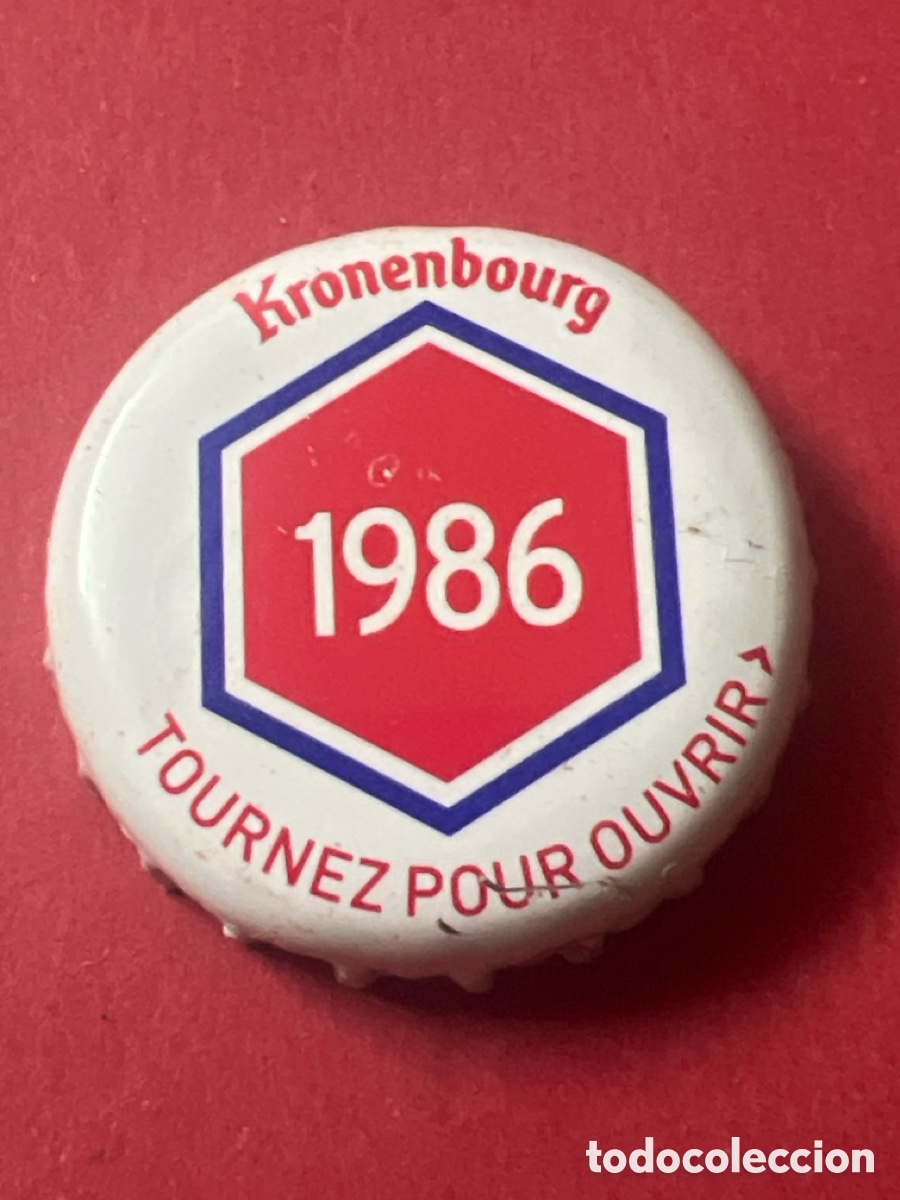 Kronenbourg
1986
TOURNEZ POUR OUVRIR >
todocoleccion